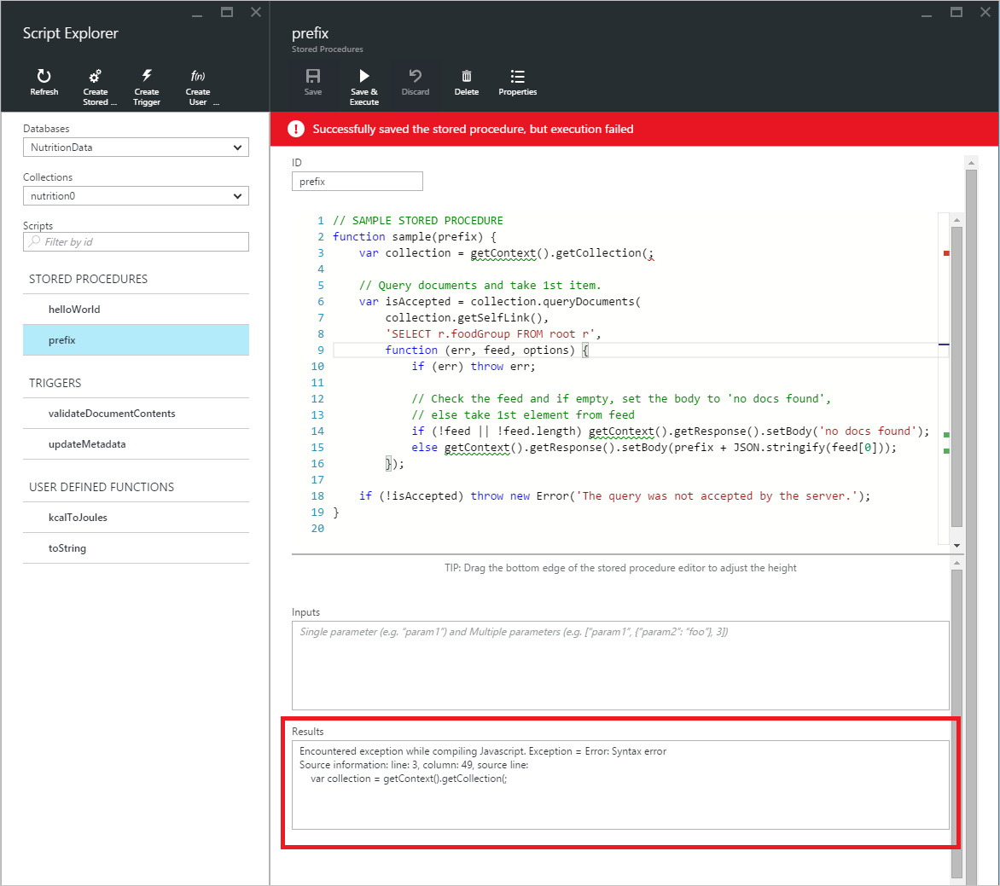 Script Explorer
Refresh
Create
Stored ...
Create
Trigger
f(n)
Create
User ...
Databases
NutritionData
Collections
nutrition0
Scripts
Filter by id
STORED PROCEDURES
helloWorld
prefix
TRIGGERS
validateDocumentContents
updateMetadata
USER DEFINED FUNCTIONS
kcalToJoules
toString
prefix
Stored Procedures
Save
Save &
Execute
Discard
Delete
Properties
! Successfully saved the stored procedure, but execution failed
ID
prefix
1 // SAMPLE STORED PROCEDURE
2 function sample(prefix) {
3     var collection = getContext().getCollection(;
4
5     // Query documents and take 1st item.
6     var isAccepted = collection.queryDocuments(
7         collection.getSelfLink(),
8         'SELECT r.foodGroup FROM root r',
9         function (err, feed, options) {
10             if (err) throw err;
11
12             // Check the feed and if empty, set the body to 'no docs found',
13             // else take 1st element from feed
14             if (!feed || !feed.length) getContext().getResponse().setBody('no docs found');
15             else getContext().getResponse().setBody(prefix + JSON.stringify(feed[0]));
16         });
17
18     if (!isAccepted) throw new Error('The query was not accepted by the server.');
19 }
20
TIP: Drag the bottom edge of the stored procedure editor to adjust the height
Inputs
Single parameter (e.g. "param1") and Multiple parameters (e.g. ["param1", {"param2": "foo"}, 3])
Results
Encountered exception while compiling Javascript. Exception = Error: Syntax error
Source information: line: 3, column: 49, source line:
var collection = getContext().getCollection(;